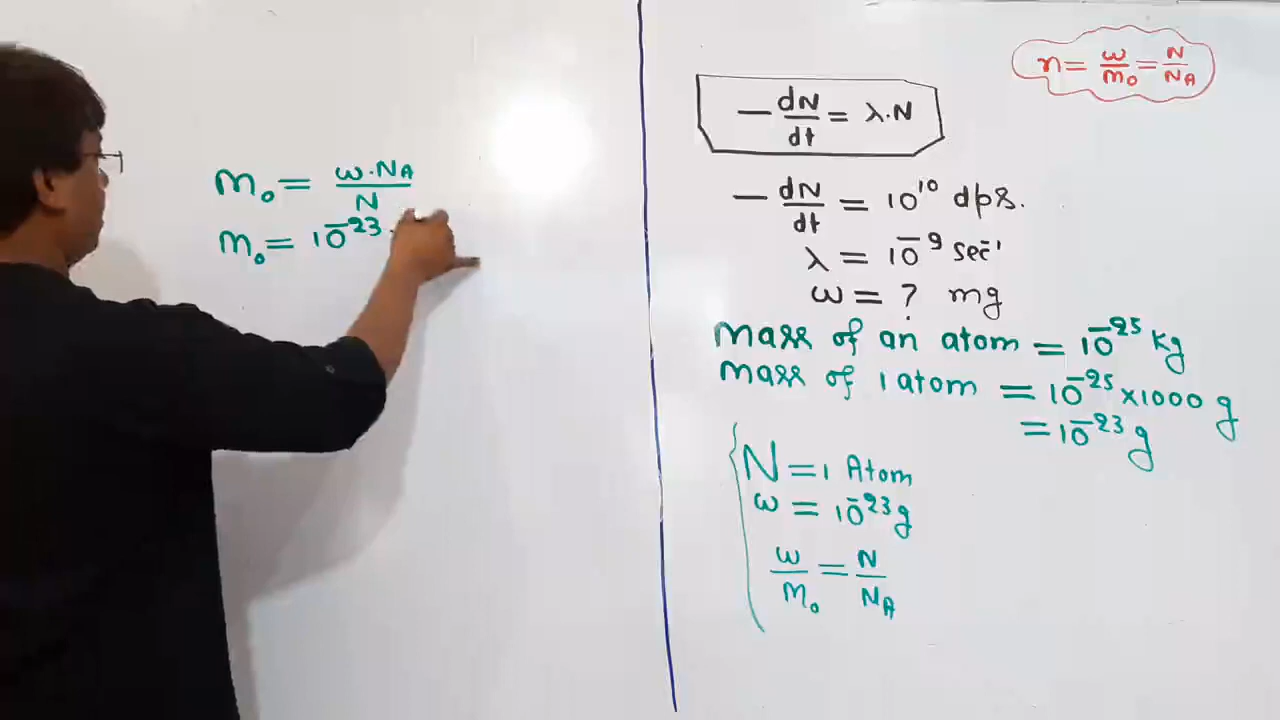 m₀ = ω·N_A / N
m₀ = 10⁻²³ ·
n = ω/m₀ = N/N_A
−dN/dt = λ·N
−dN/dt = 10¹⁰ dps.
λ = 10⁻⁹ sec⁻¹
ω = ? mg
mass of an atom = 10⁻²⁵ Kg
mass of 1 atom = 10⁻²⁵ ×1000 g
= 10⁻²³ g
N = 1 Atom
ω = 10⁻²³ g
ω/M₀ = N/N_A